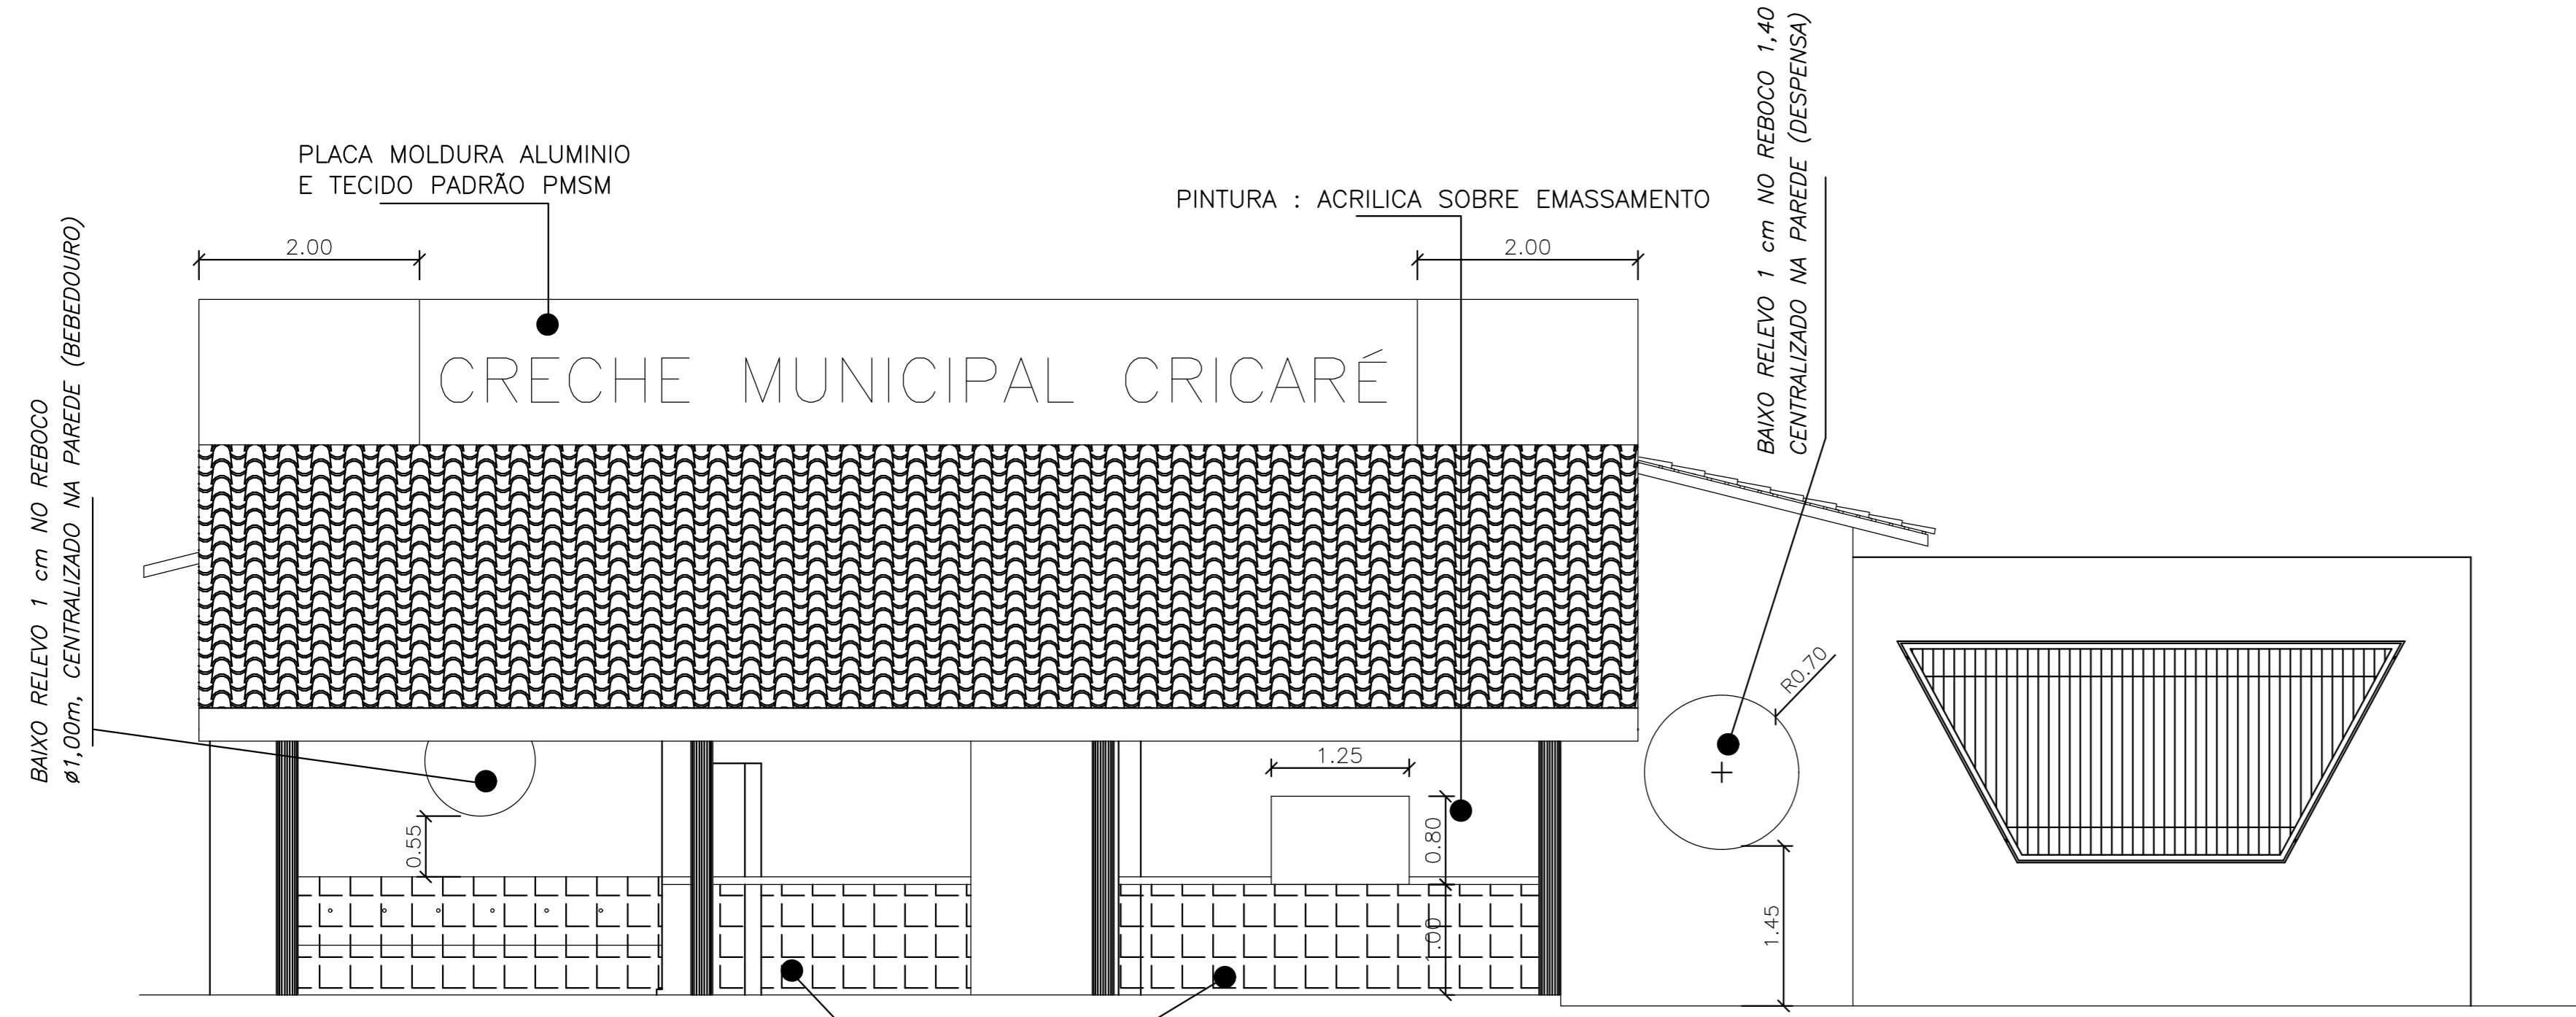 PLACA MOLDURA ALUMINIO
E TECIDO PADRÃO PMSM
PINTURA : ACRILICA SOBRE EMASSAMENTO
BAIXO RELEVO 1 cm NO REBOCO 1,40
CENTRALIZADO NA PAREDE (DESPENSA)
BAIXO RELEVO 1 cm NO REBOCO
ø1,00m, CENTRALIZADO NA PAREDE (BEBEDOURO)
2.00
2.00
CRECHE MUNICIPAL CRICARÉ
R0.70
1.25
0.55
0.80
1.45